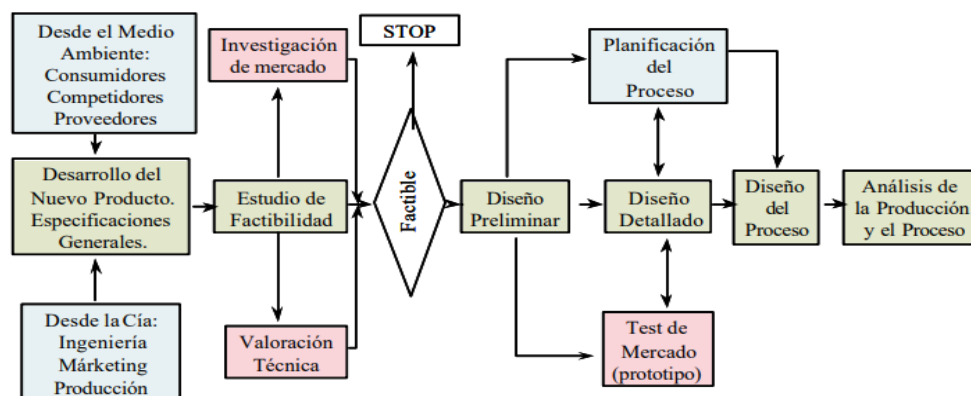 Desde el Medio
Ambiente:
Consumidores
Competidores
Proveedores
Desarrollo del
Nuevo Producto.
Especificaciones
Generales.
Desde la Cía:
Ingeniería
Márketing
Producción
Investigación
de mercado
Estudio de
Factibilidad
Valoración
Técnica
STOP
Factible
Diseño
Preliminar
Planificación
del
Proceso
Diseño
Detallado
Test de
Mercado
(prototipo)
Diseño
del
Proceso
Análisis de
la Producción
y el Proceso